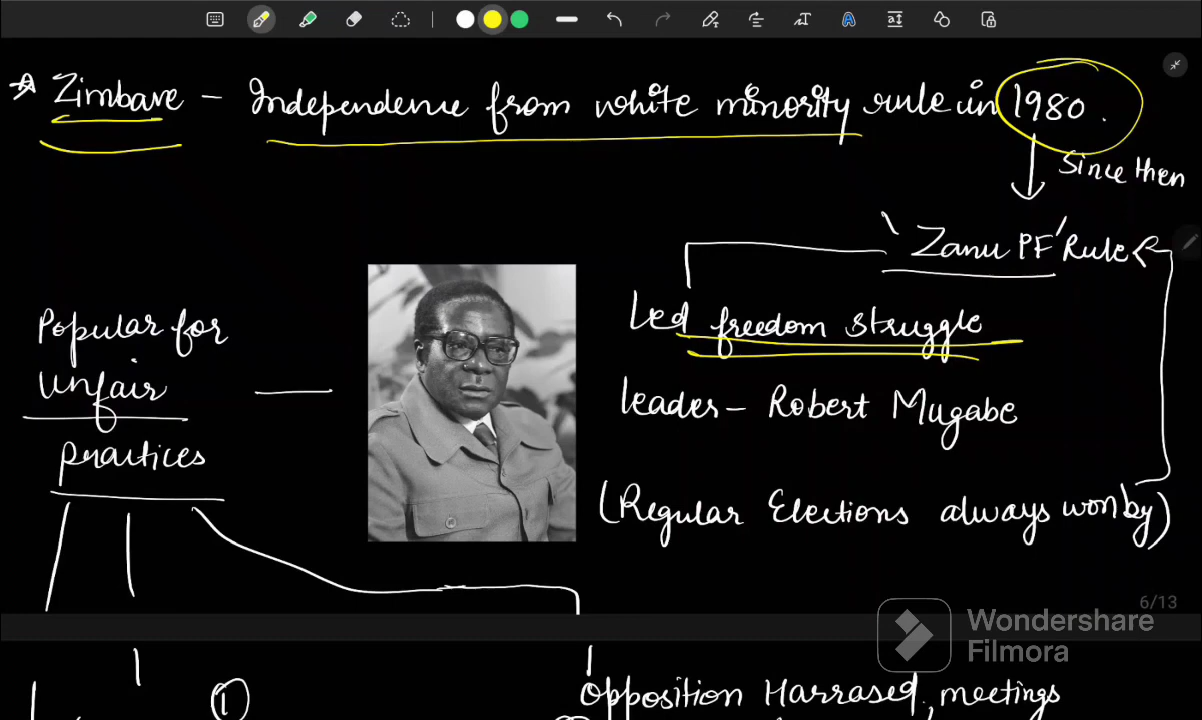 Zimbave – Independence from white minority rule in 1980.
Since then
'Zanu PF' Rule
Led freedom struggle
leader – Robert Mugabe
(Regular Elections always won by)
Popular for
unfair
practices
6/13
Wondershare
Filmora
①
opposition Harrased, meetings